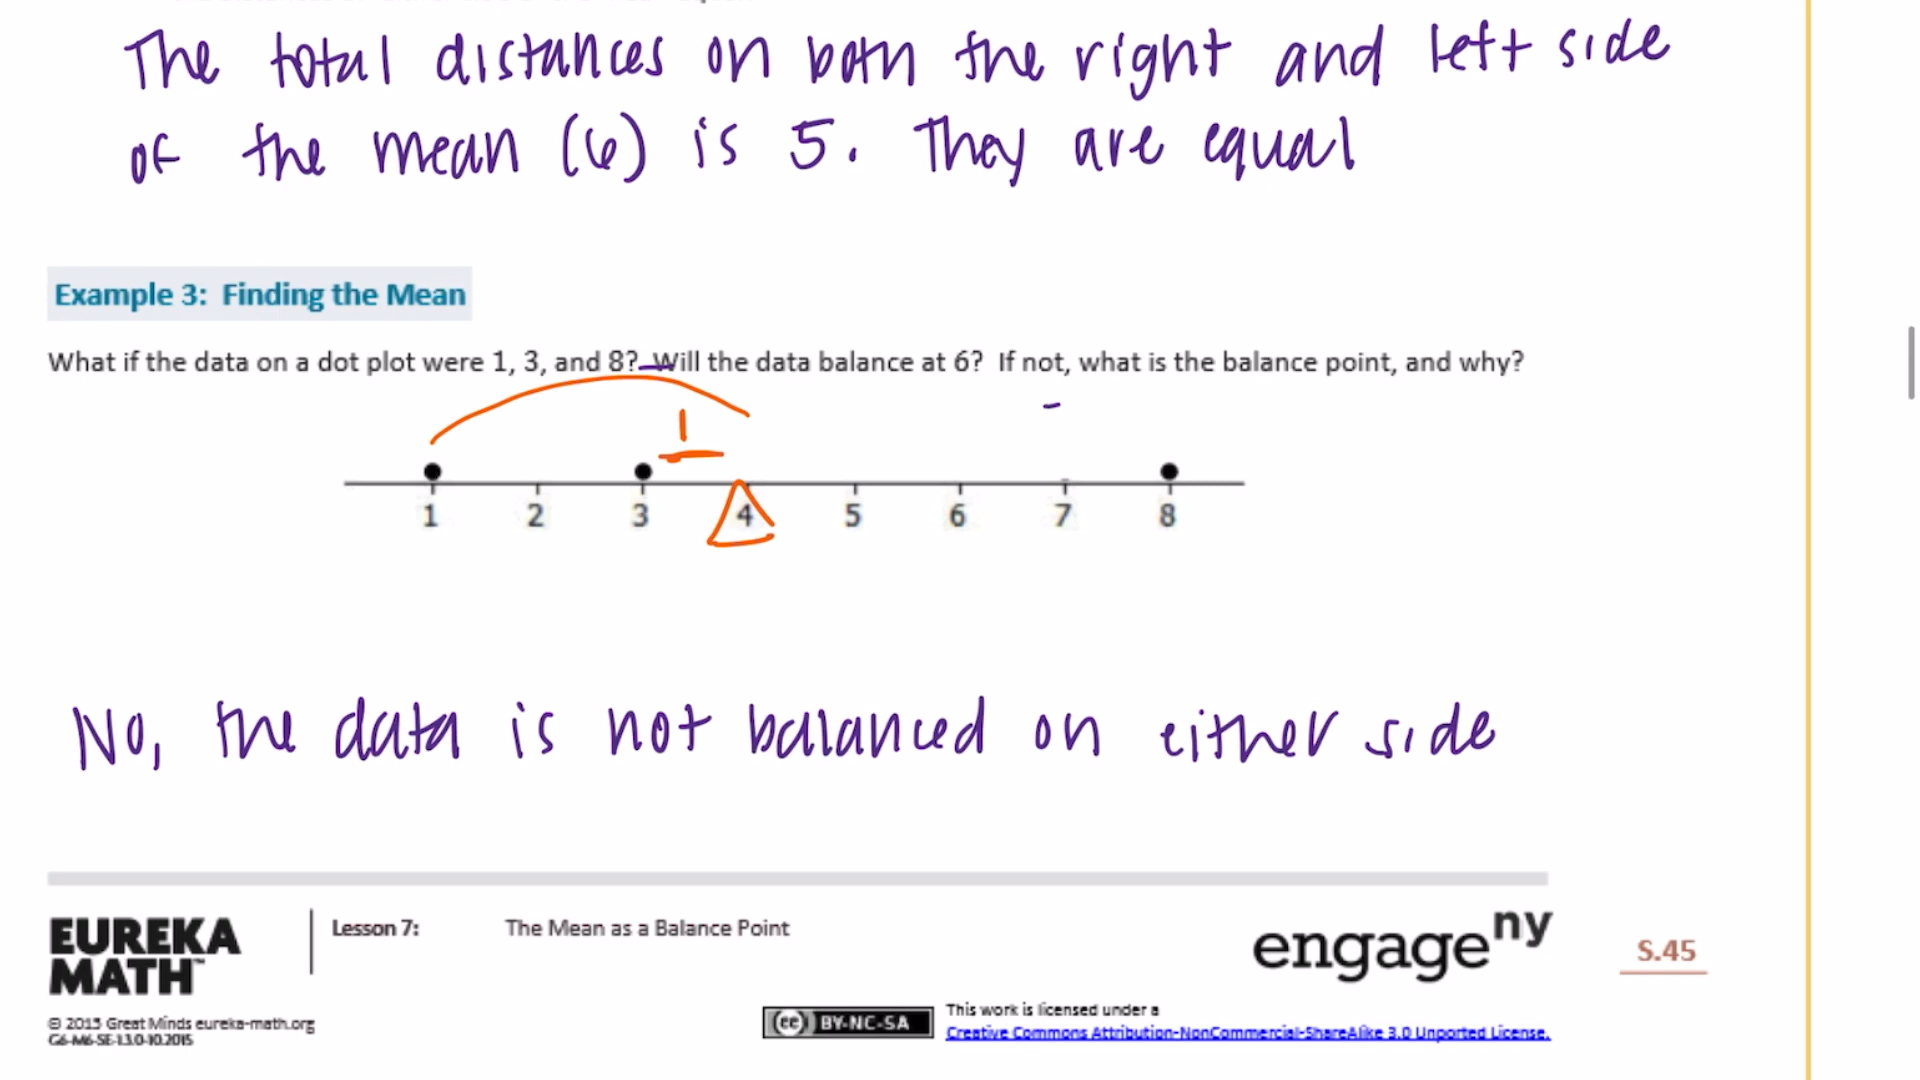 The total distances on both the right and left side
of the mean (6) is 5. They are equal
Example 3: Finding the Mean
What if the data on a dot plot were 1, 3, and 8? Will the data balance at 6? If not, what is the balance point, and why?
1
1 2 3 4 5 6 7 8
No, the data is not balanced on either side
EUREKA
MATH™
Lesson 7: The Mean as a Balance Point
engageny
S.45
© 2015 Great Minds eureka-math.org
G6-M6-SE-1.3.0-10.2015
cc BY-NC-SA
This work is licensed under a
Creative Commons Attribution-NonCommercial-ShareAlike 3.0 Unported License.